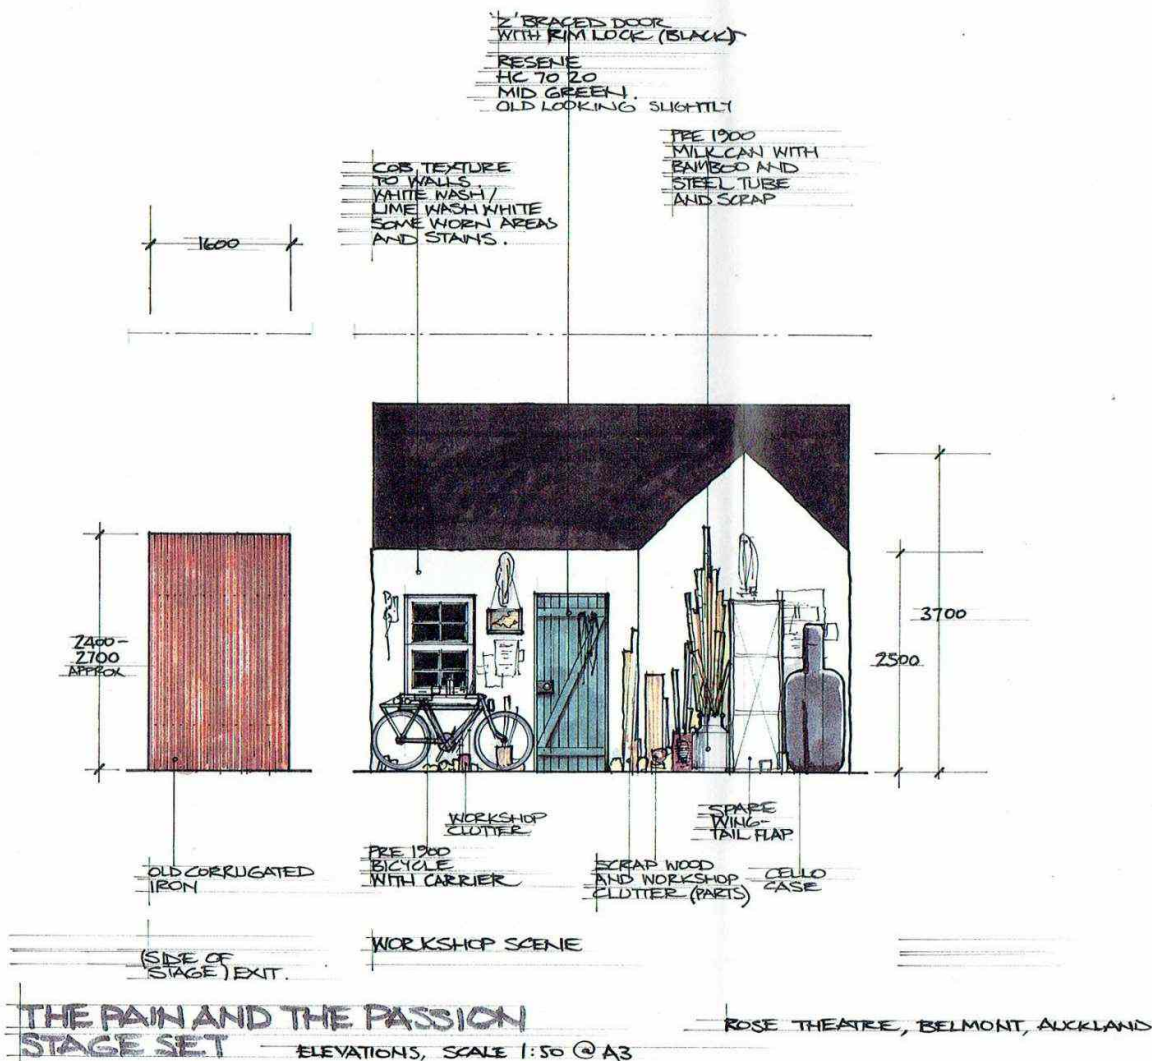 'Z' BRACED DOOR
WITH RIM LOCK (BLACK)
RESENE
HC 70 20
MID GREEN.
OLD LOOKING SLIGHTLY
PRE 1900
MILK CAN WITH
BAMBOO AND
STEEL TUBE
AND SCRAP
COB TEXTURE
TO WALLS.
WHITE WASH/
LIME WASH WHITE
SOME WORN AREAS
AND STAINS.
1600
2400-
2700
APPROX
3700
2500
WORKSHOP
CLUTTER
SPARE
WING-
TAIL FLAP
PRE 1900
BICYCLE
WITH CARRIER
OLD CORRUGATED
IRON
SCRAP WOOD
AND WORKSHOP
CLUTTER (PARTS)
CELLO
CASE
WORKSHOP SCENE
(SIDE OF
STAGE) EXIT.
THE PAIN AND THE PASSION
STAGE SET
ELEVATIONS, SCALE 1:50 @ A3
ROSE THEATRE, BELMONT, AUCKLAND